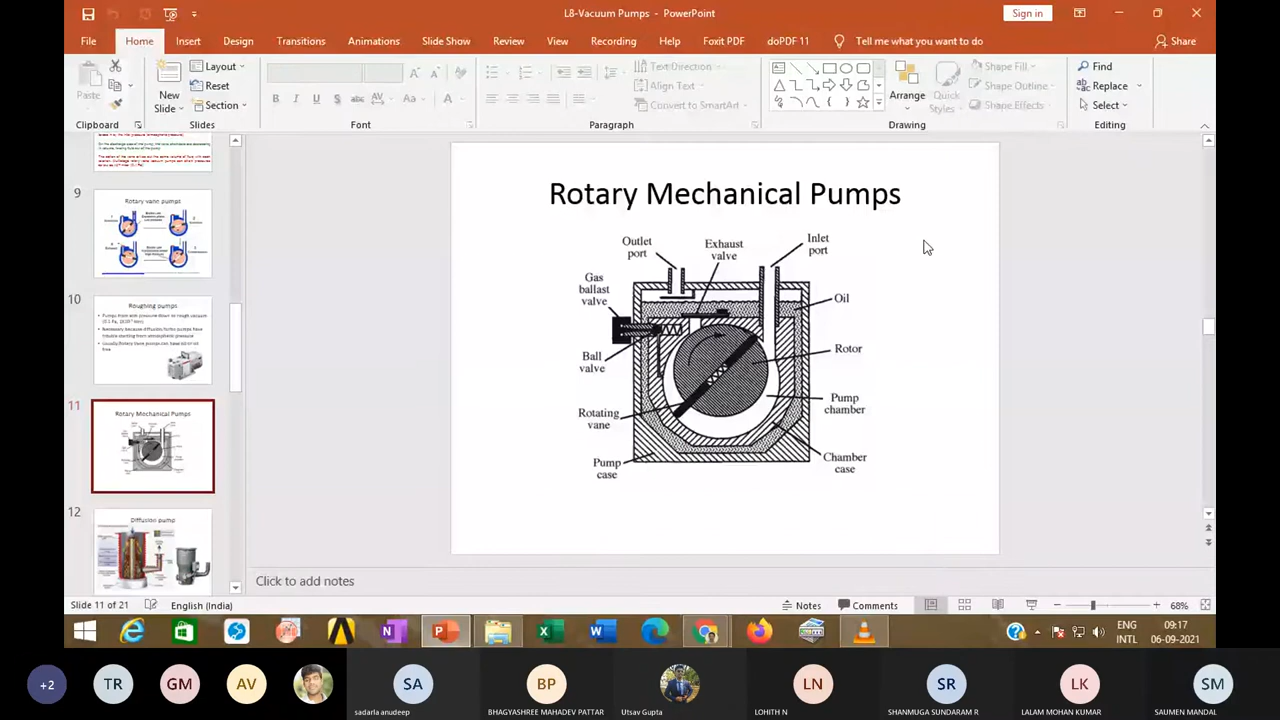 L8-Vacuum Pumps - PowerPoint
Sign in
File Home Insert Design Transitions Animations Slide Show Review View Recording Help Foxit PDF doPDF 11 Tell me what you want to do Share
Paste
New Slide
Layout
Reset
Section
B I U S abc AV Aa A
Text Direction
Align Text
Convert to SmartArt
Arrange
Quick Styles
Shape Fill
Shape Outline
Shape Effects
Find
Replace
Select
Clipboard Slides Font Paragraph Drawing Editing
9
Rotary vane pumps
10
Roughing pumps
11
Rotary Mechanical Pumps
12
Diffusion pump
Rotary Mechanical Pumps
Outlet port
Exhaust valve
Inlet port
Gas ballast valve
Oil
Ball valve
Rotor
Rotating vane
Pump chamber
Pump case
Chamber case
Click to add notes
Slide 11 of 21 English (India) Notes Comments 68%
ENG
INTL
09:17
06-09-2021
+2 TR GM AV SA BP LN SR LK SM
sadarla anudeep BHAGYASHREE MAHADEV PATTAR Utsav Gupta LOHITH N SHANMUGA SUNDARAM R LALAM MOHAN KUMAR SAUMEN MANDAL